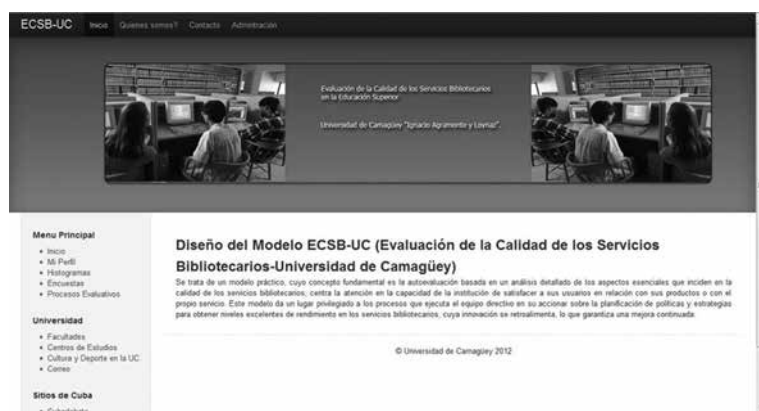 ECSB-UC Inicio Quienes somos? Contacto Administración
Evaluación de la Calidad de los Servicios Bibliotecarios
en la Educación Superior
Universidad de Camagüey "Ignacio Agramonte y Loynaz".
Menu Principal
Inicio
Mi Perfil
Histogramas
Encuestas
Procesos Evaluativos
Universidad
Facultades
Centros de Estudios
Cultura y Deporte en la UC
Correo
Sitios de Cuba
Cubadebate
Diseño del Modelo ECSB-UC (Evaluación de la Calidad de los Servicios
Bibliotecarios-Universidad de Camagüey)
Se trata de un modelo práctico, cuyo concepto fundamental es la autoevaluación basada en un análisis detallado de los aspectos esenciales que inciden en la
calidad de los servicios bibliotecarios, centra la atención en la capacidad de la institución de satisfacer a sus usuarios en relación con sus productos o con el
propio servicio. Este modelo da un lugar privilegiado a los procesos que ejecuta el equipo directivo en su accionar sobre la planificación de políticas y estrategias
para obtener niveles excelentes de rendimiento en los servicios bibliotecarios, cuya innovación se retroalimenta, lo que garantiza una mejora continuada.
© Universidad de Camagüey 2012